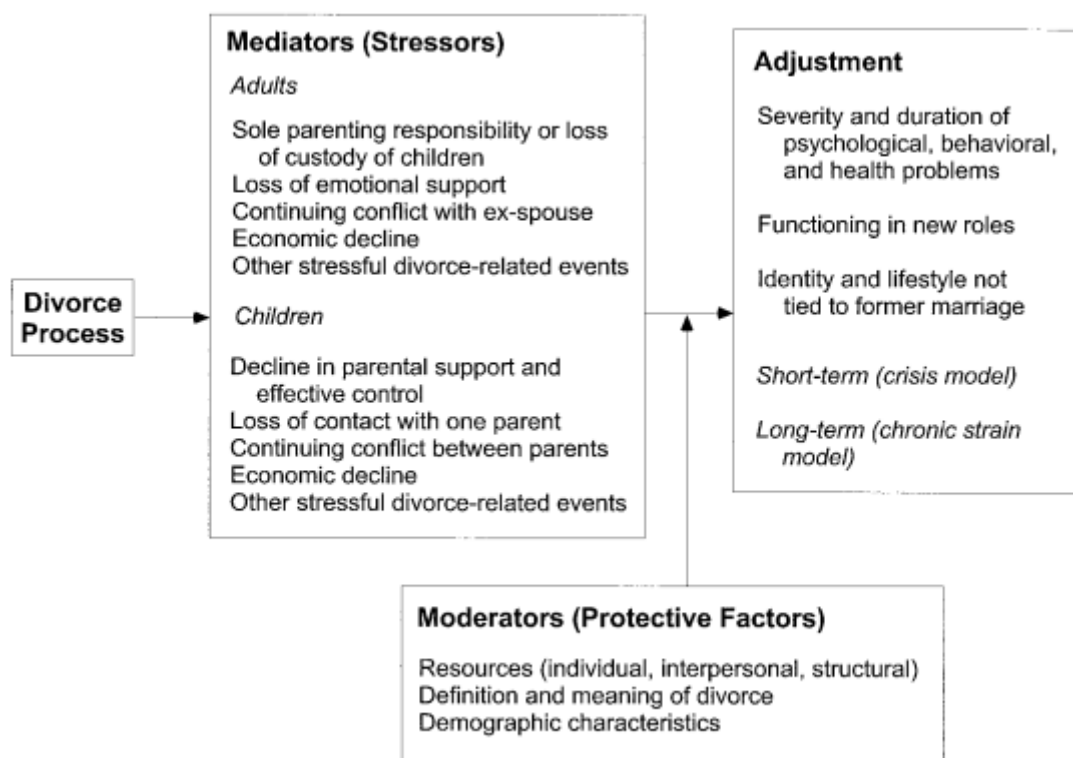 Divorce
Process
Mediators (Stressors)
Adults
Sole parenting responsibility or loss
of custody of children
Loss of emotional support
Continuing conflict with ex-spouse
Economic decline
Other stressful divorce-related events
Children
Decline in parental support and
effective control
Loss of contact with one parent
Continuing conflict between parents
Economic decline
Other stressful divorce-related events
Adjustment
Severity and duration of
psychological, behavioral,
and health problems
Functioning in new roles
Identity and lifestyle not
tied to former marriage
Short-term (crisis model)
Long-term (chronic strain
model)
Moderators (Protective Factors)
Resources (individual, interpersonal, structural)
Definition and meaning of divorce
Demographic characteristics